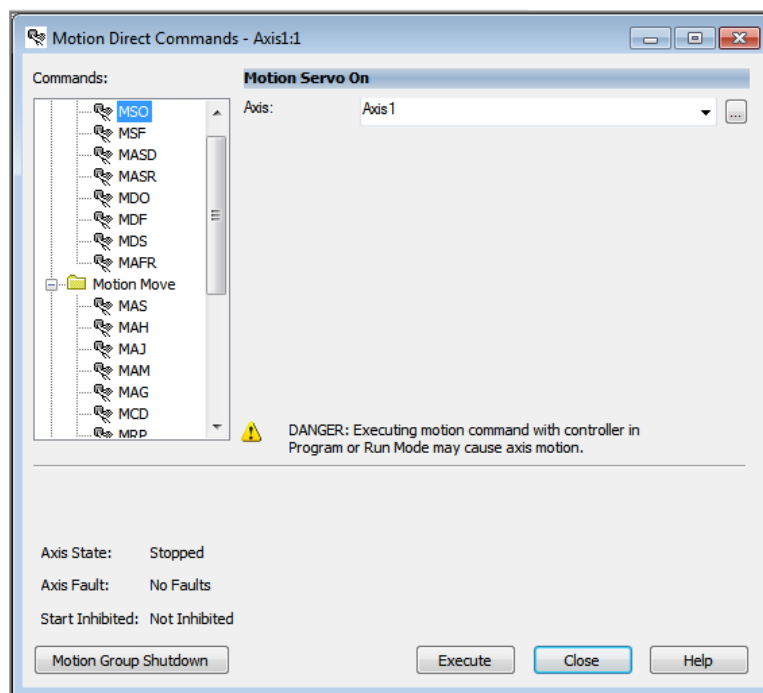 Motion Direct Commands - Axis1:1
Commands:
Motion Servo On
MSO
MSF
MASD
MASR
MDO
MDF
MDS
MAFR
Motion Move
MAS
MAH
MAJ
MAM
MAG
MCD
MRP
Axis:
Axis1
...
DANGER: Executing motion command with controller in
Program or Run Mode may cause axis motion.
Axis State: Stopped
Axis Fault: No Faults
Start Inhibited: Not Inhibited
Motion Group Shutdown
Execute
Close
Help